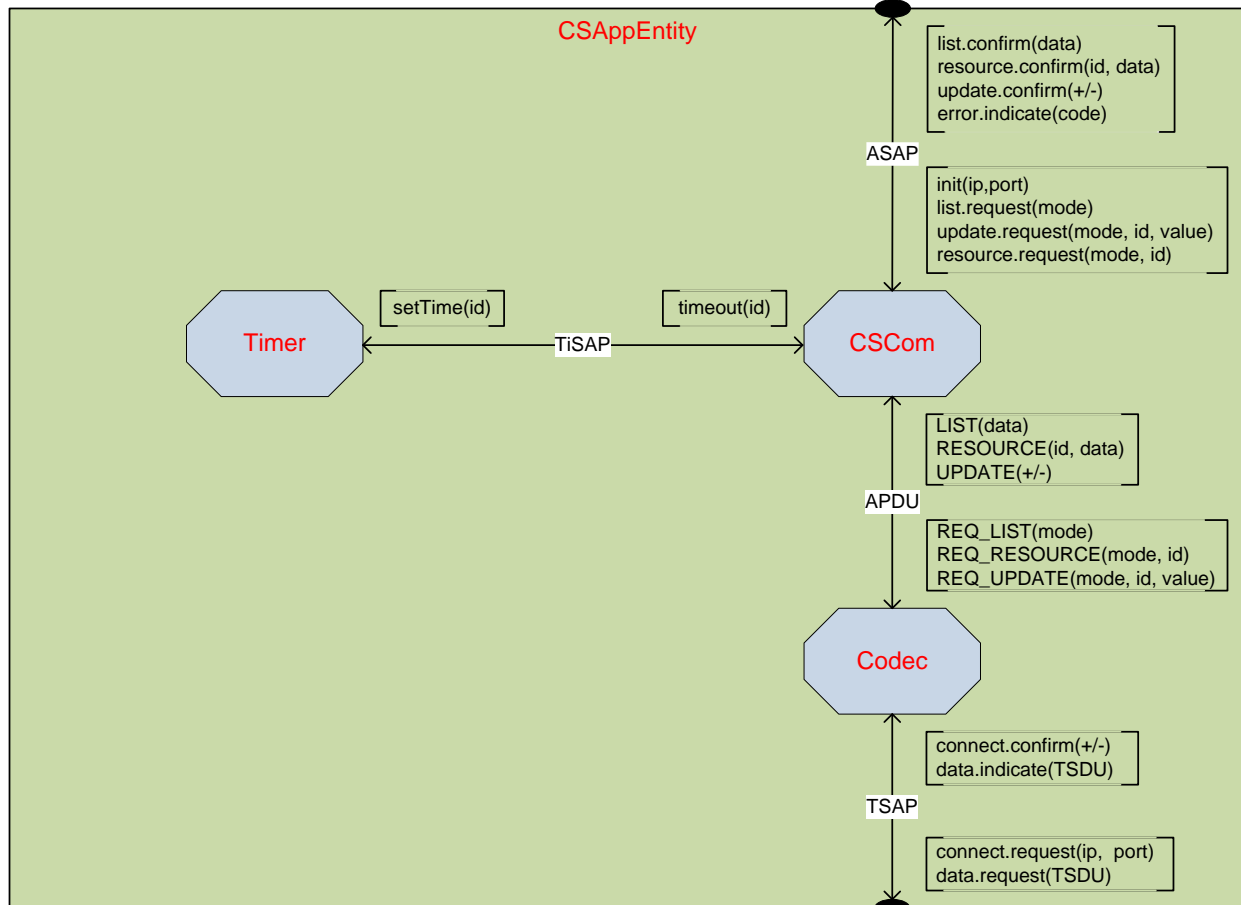 CSAppEntity
list.confirm(data)
resource.confirm(id, data)
update.confirm(+/-)
error.indicate(code)
ASAP
init(ip,port)
list.request(mode)
update.request(mode, id, value)
resource.request(mode, id)
setTime(id)
timeout(id)
Timer
TiSAP
CSCom
LIST(data)
RESOURCE(id, data)
UPDATE(+/-)
APDU
REQ_LIST(mode)
REQ_RESOURCE(mode, id)
REQ_UPDATE(mode, id, value)
Codec
connect.confirm(+/-)
data.indicate(TSDU)
TSAP
connect.request(ip, port)
data.request(TSDU)